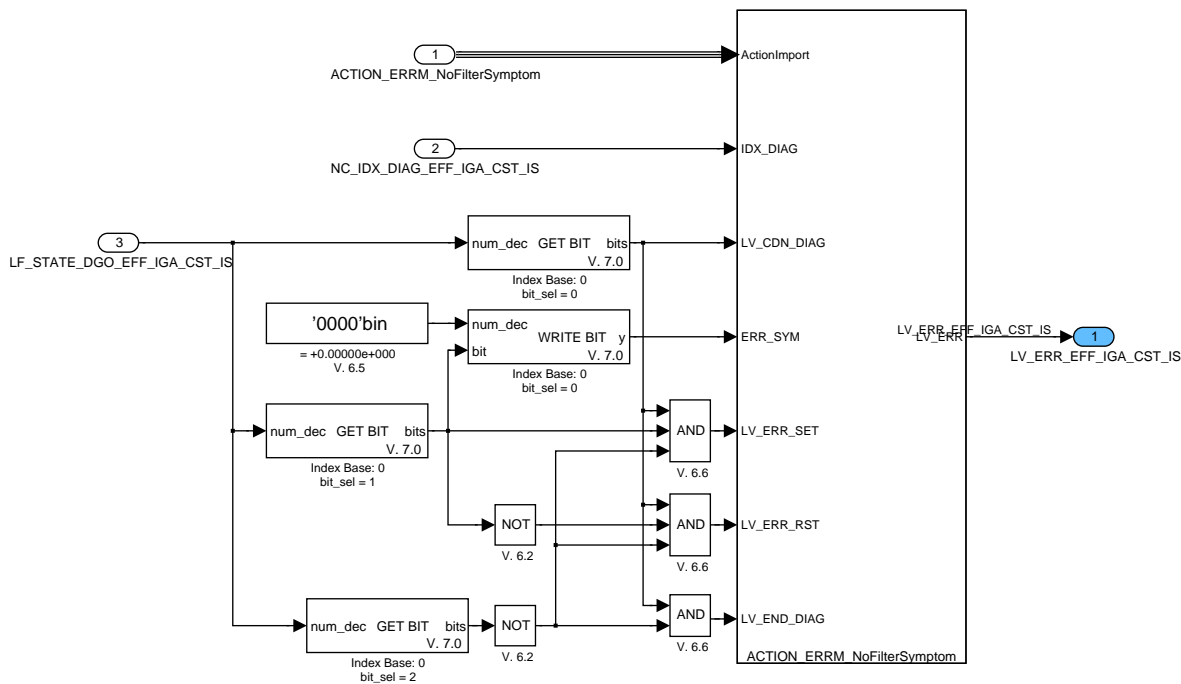 1
ActionImport
ACTION_ERRM_NoFilterSymptom
2
IDX_DIAG
NC_IDX_DIAG_EFF_IGA_CST_IS
3
num_dec GET BIT bits
LV_CDN_DIAG
V. 7.0
LF_STATE_DGO_EFF_IGA_CST_IS
Index Base: 0
bit_sel = 0
'0000'bin
num_dec
WRITE BIT y
ERR_SYM
LV_ERR_EFF_IGA_CST_IS
LV_ERR
1
bit
V. 7.0
= +0.00000e+000
V. 6.5
LV_ERR_EFF_IGA_CST_IS
Index Base: 0
bit_sel = 0
num_dec GET BIT bits
AND
LV_ERR_SET
V. 7.0
Index Base: 0
bit_sel = 1
V. 6.6
NOT
AND
LV_ERR_RST
V. 6.2
V. 6.6
num_dec GET BIT bits
NOT
AND
LV_END_DIAG
V. 7.0
V. 6.2
V. 6.6
ACTION_ERRM_NoFilterSymptom
Index Base: 0
bit_sel = 2